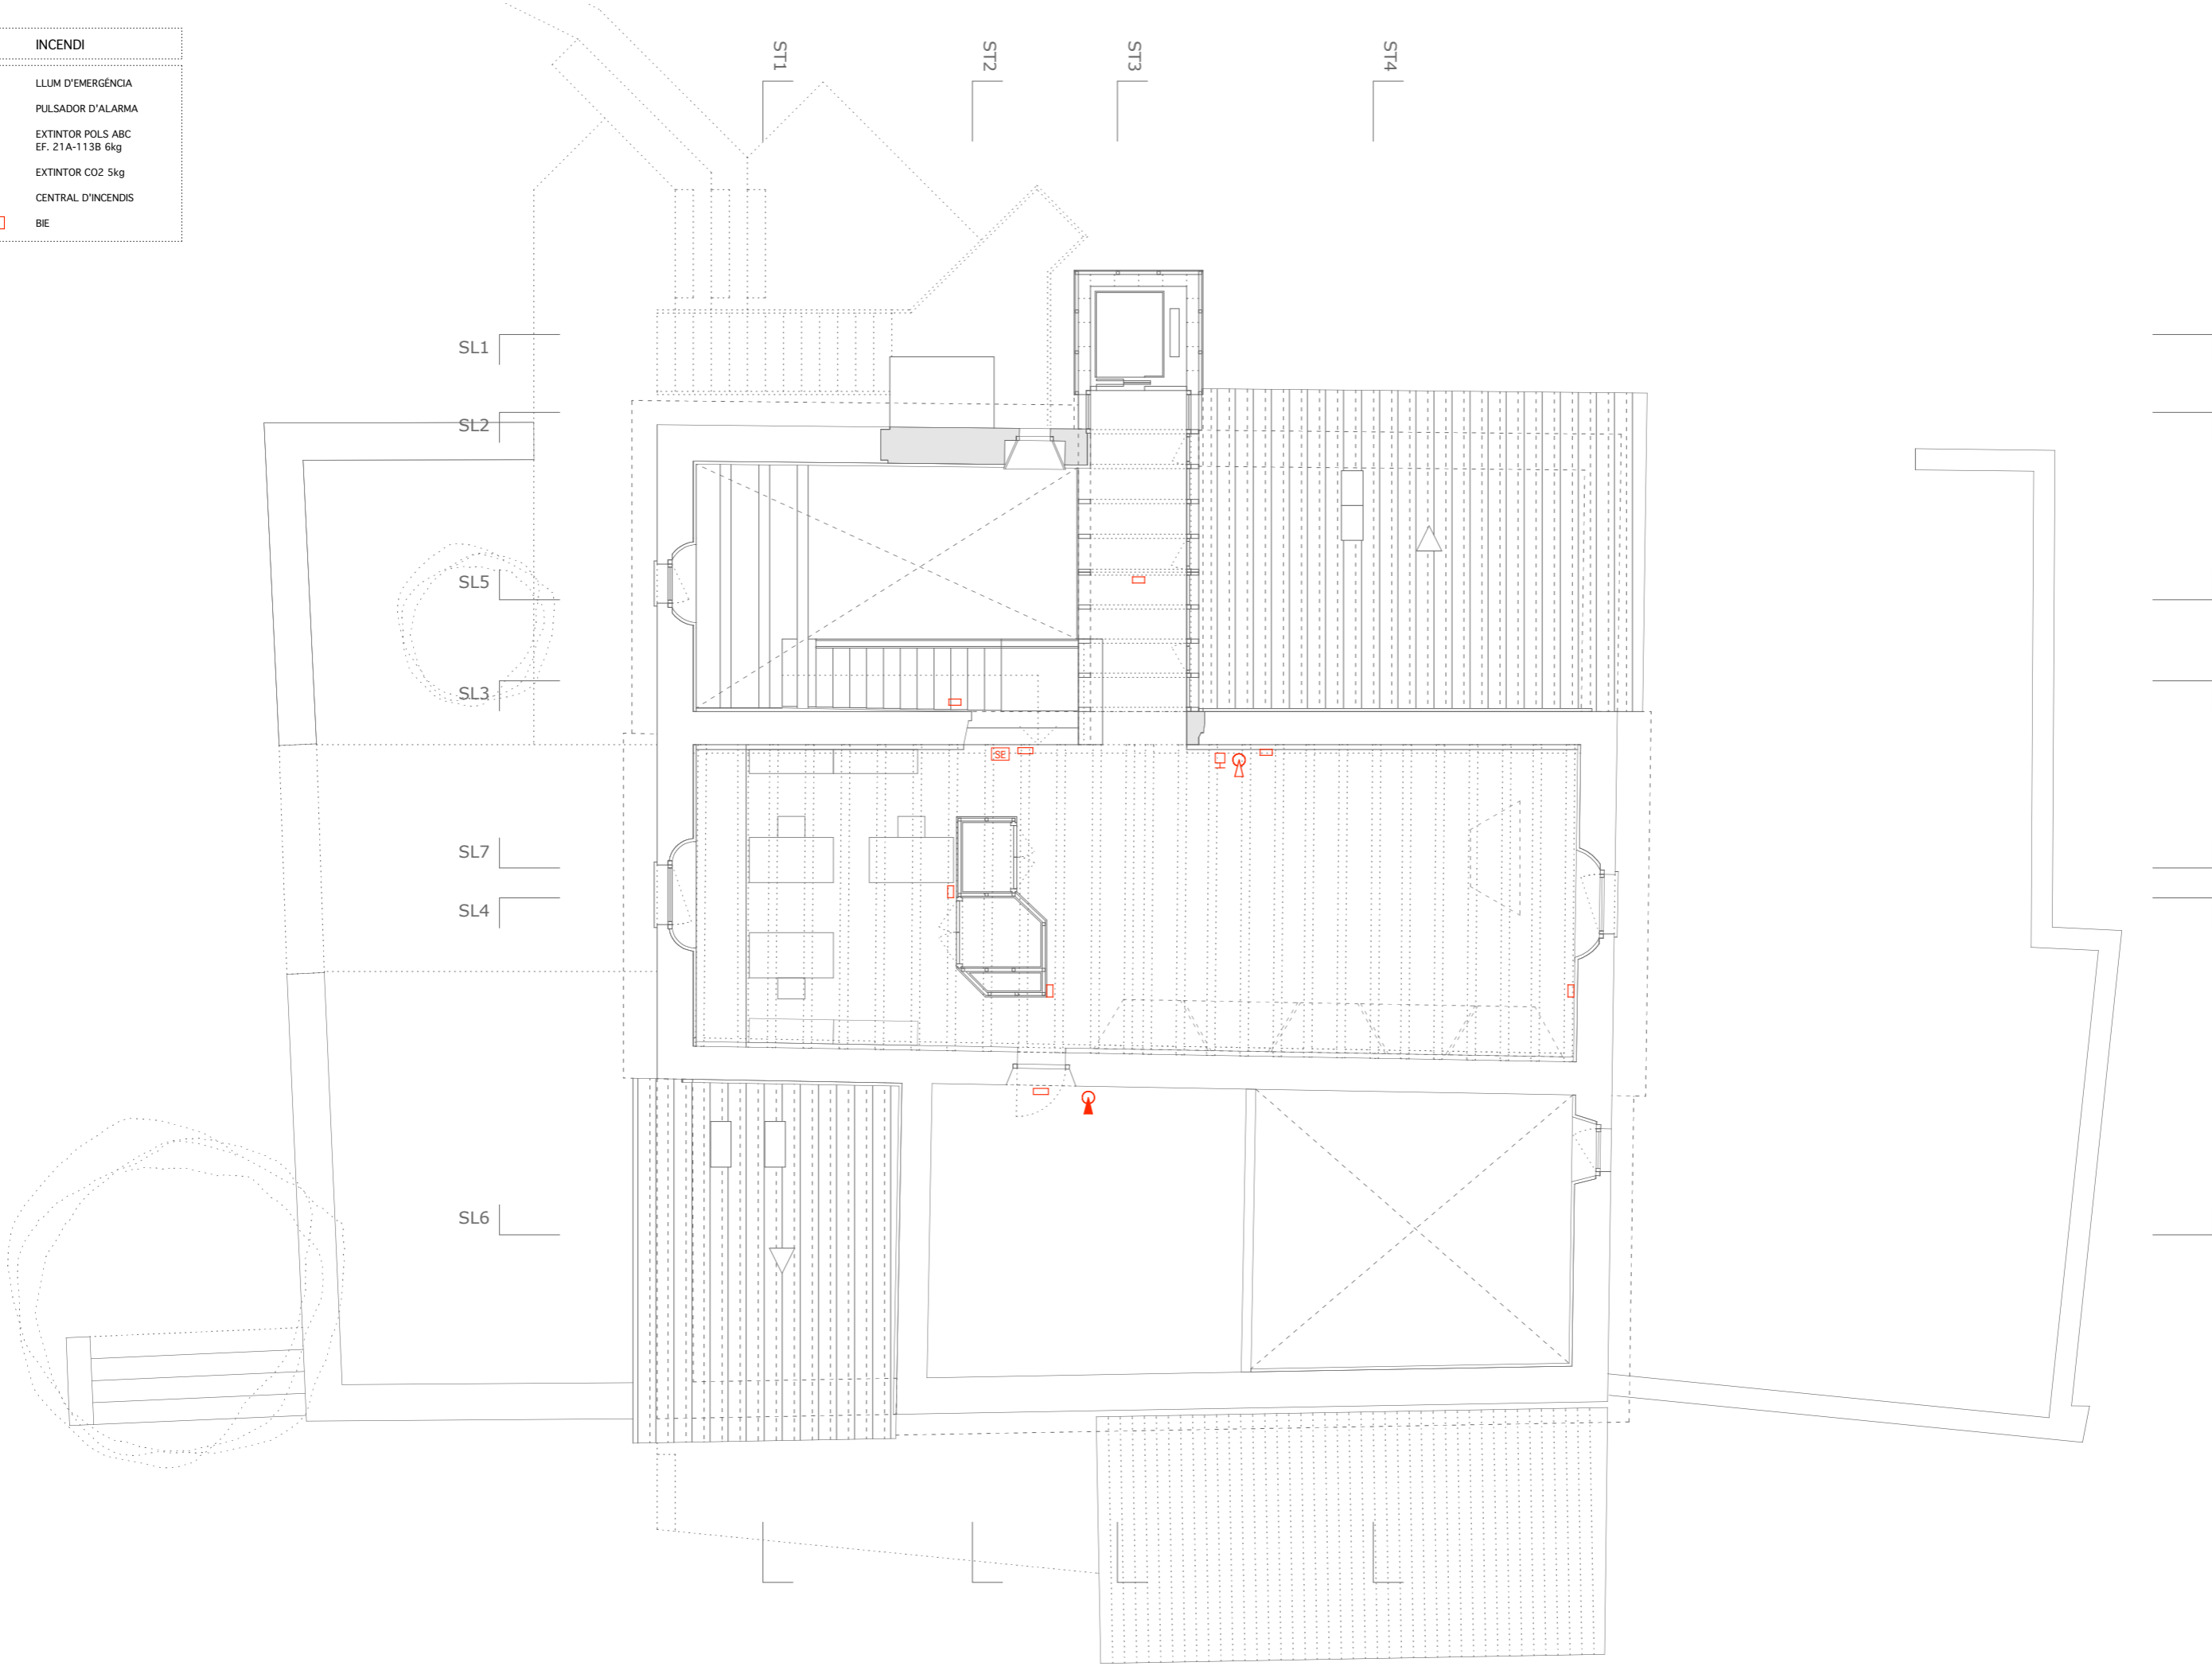 INCENDI
LLUM D'EMERGÈNCIA
PULSADOR D'ALARMA
EXTINTOR POLS ABC
EF. 21A-113B 6kg
EXTINTOR CO2 5kg
CENTRAL D'INCENDIS
BIE
ST1
ST2
ST3
ST4
SL1
SL2
SL5
SL3
SE
SL7
SL4
SL6